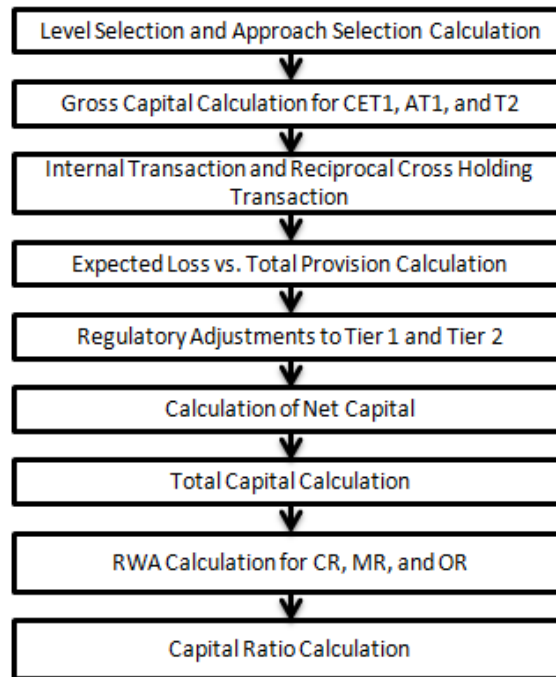 Level Selection and Approach Selection Calculation
Gross Capital Calculation for CET1, AT1, and T2
Internal Transaction and Reciprocal Cross Holding
Transaction
Expected Loss vs. Total Provision Calculation
Regulatory Adjustments to Tier 1 and Tier 2
Calculation of Net Capital
Total Capital Calculation
RWA Calculation for CR, MR, and OR
Capital Ratio Calculation